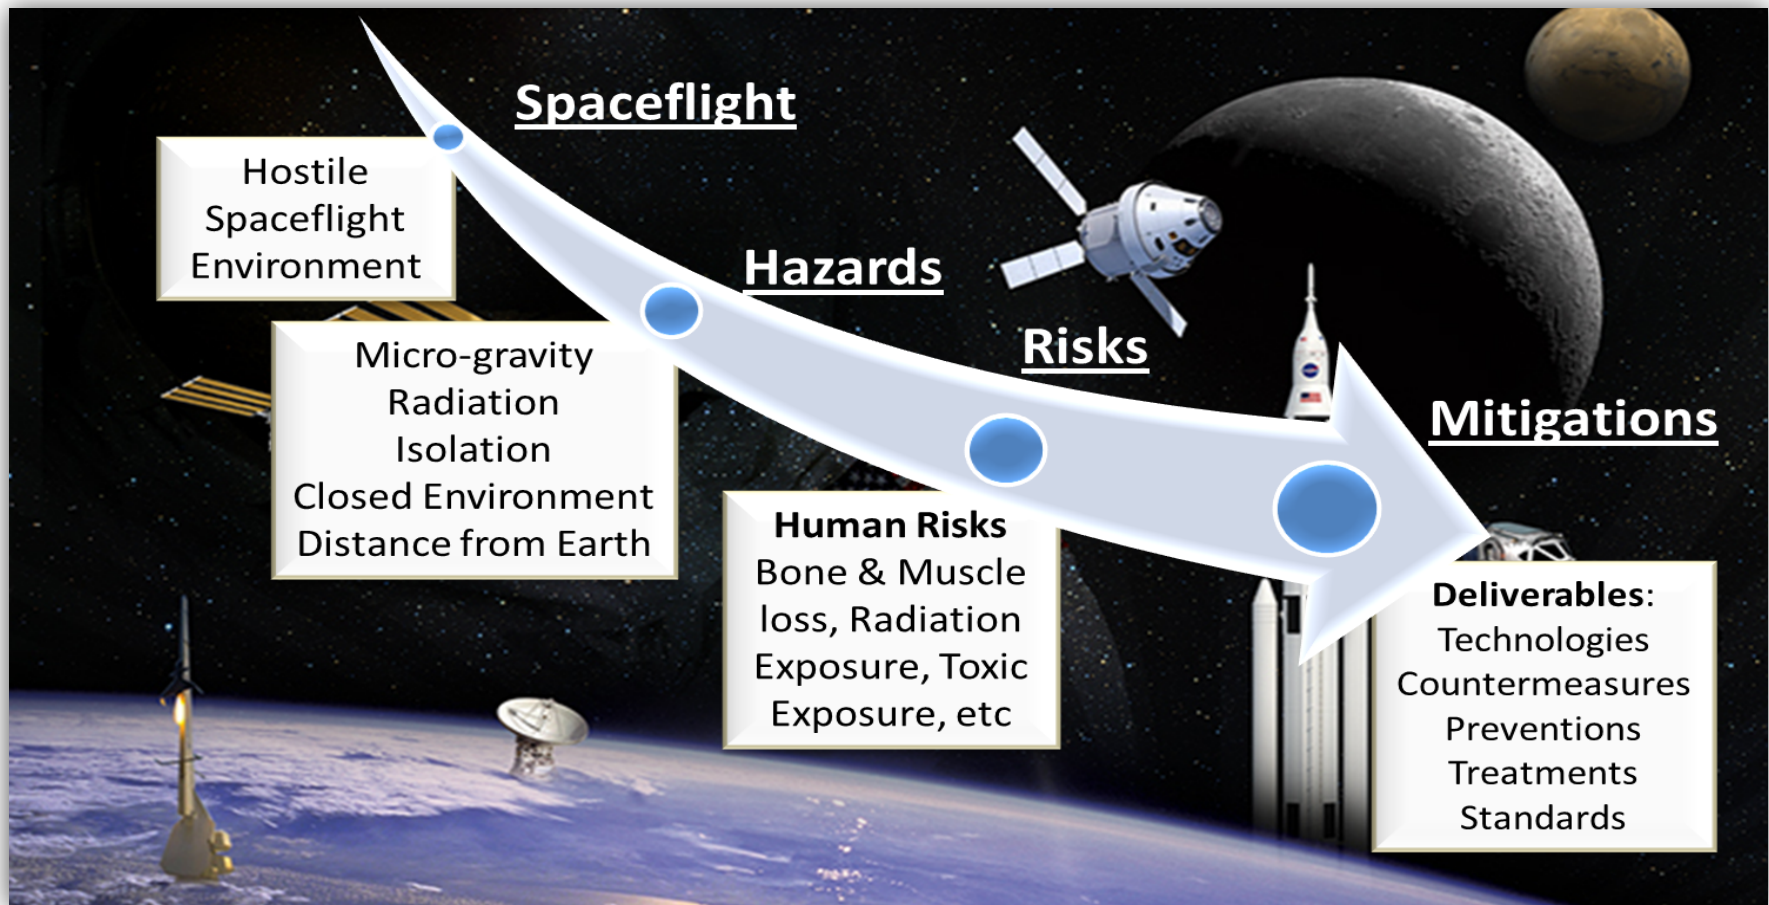 Spaceflight
Hostile
Spaceflight
Environment
Hazards
Micro-gravity
Radiation
Isolation
Closed Environment
Distance from Earth
Risks
Human Risks
Bone & Muscle
loss, Radiation
Exposure, Toxic
Exposure, etc
Mitigations
Deliverables:
Technologies
Countermeasures
Preventions
Treatments
Standards